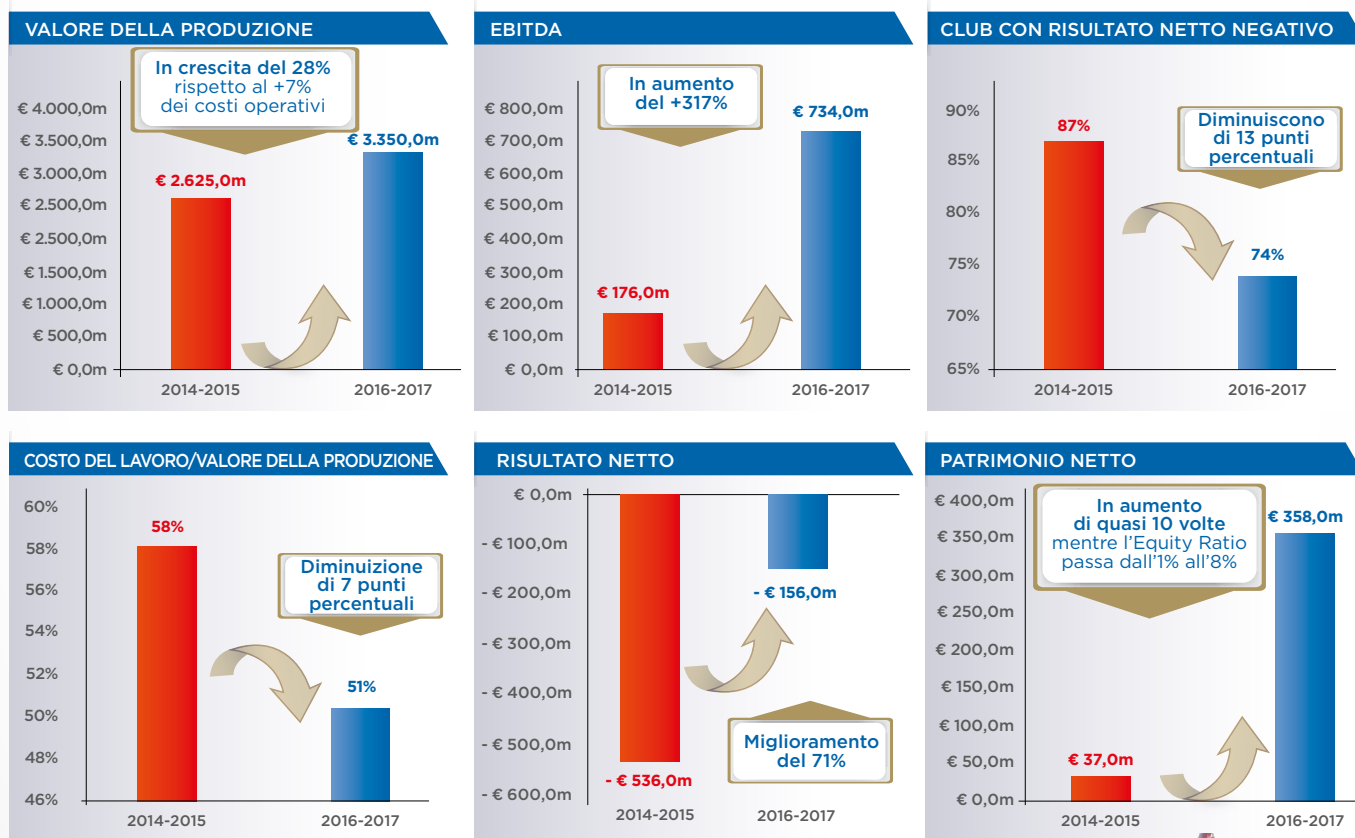 VALORE DELLA PRODUZIONE
In crescita del 28%
rispetto al +7%
dei costi operativi
€ 4.000,0m
€ 3.500,0m
€ 3.000,0m
€ 2.500,0m
€ 2.500,0m
€ 1.500,0m
€ 1.000,0m
€ 500,0m
€ 0,0m
€ 2.625,0m
€ 3.350,0m
2014-2015
2016-2017
EBITDA
In aumento
del +317%
€ 800,0m
€ 700,0m
€ 600,0m
€ 500,0m
€ 400,0m
€ 300,0m
€ 200,0m
€ 100,0m
€ 0,0m
€ 176,0m
€ 734,0m
2014-2015
2016-2017
CLUB CON RISULTATO NETTO NEGATIVO
90%
85%
80%
75%
70%
65%
87%
74%
Diminuiscono
di 13 punti
percentuali
2014-2015
2016-2017
COSTO DEL LAVORO/VALORE DELLA PRODUZIONE
60%
58%
56%
54%
52%
50%
48%
46%
58%
51%
Diminuizione
di 7 punti
percentuali
2014-2015
2016-2017
RISULTATO NETTO
€ 0,0m
- € 100,0m
- € 200,0m
- € 300,0m
- € 400,0m
- € 500,0m
- € 600,0m
- € 536,0m
- € 156,0m
Miglioramento
del 71%
2014-2015
2016-2017
PATRIMONIO NETTO
In aumento
di quasi 10 volte
mentre l'Equity Ratio
passa dall'1% all'8%
€ 400,0m
€ 350,0m
€ 300,0m
€ 250,0m
€ 200,0m
€ 150,0m
€ 100,0m
€ 50,0m
€ 0,0m
€ 37,0m
€ 358,0m
2014-2015
2016-2017